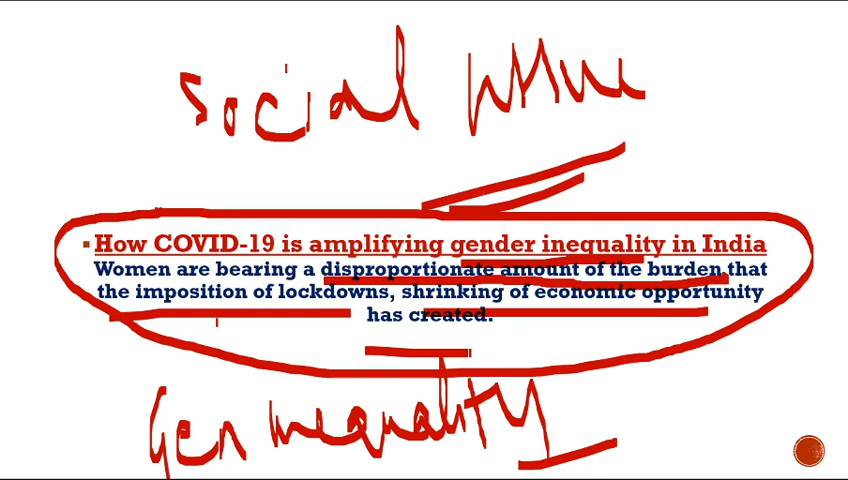 Social
How COVID-19 is amplifying gender inequality in India
Women are bearing a disproportionate amount of the burden that
the imposition of lockdowns, shrinking of economic opportunity
has created.
Gen inequality